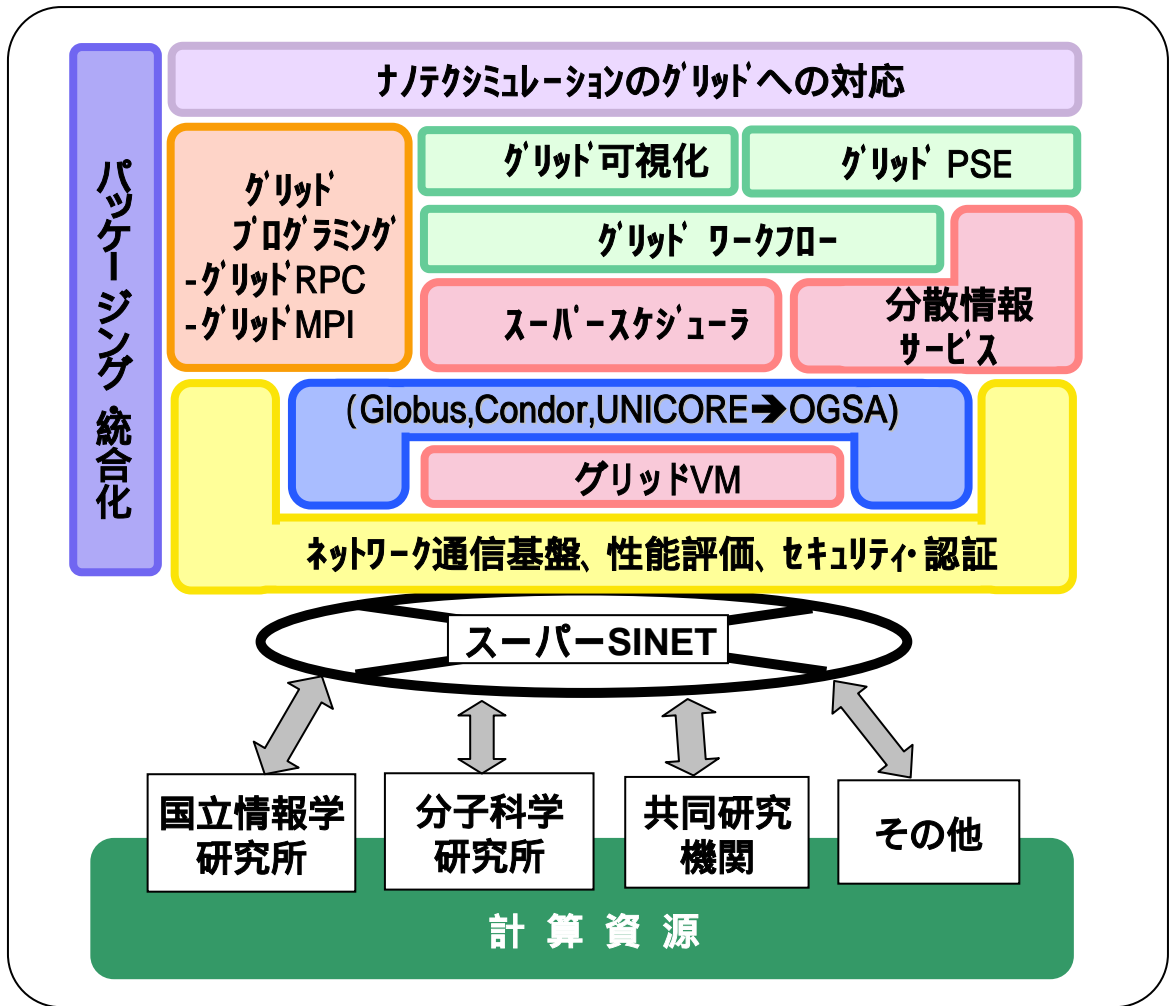 ナノテクシミュレーションのグリッドへの対応
パッケージング・統合化
グリッド
プログラミング
-グリッドRPC
-グリッドMPI
グリッド可視化
グリッド PSE
グリッド ワークフロー
スーパースケジューラ
分散情報
サービス
(Globus,Condor,UNICORE➔OGSA)
グリッドVM
ネットワーク通信基盤、性能評価、セキュリティ・認証
スーパーSINET
国立情報学
研究所
分子科学
研究所
共同研究
機関
その他
計 算 資 源